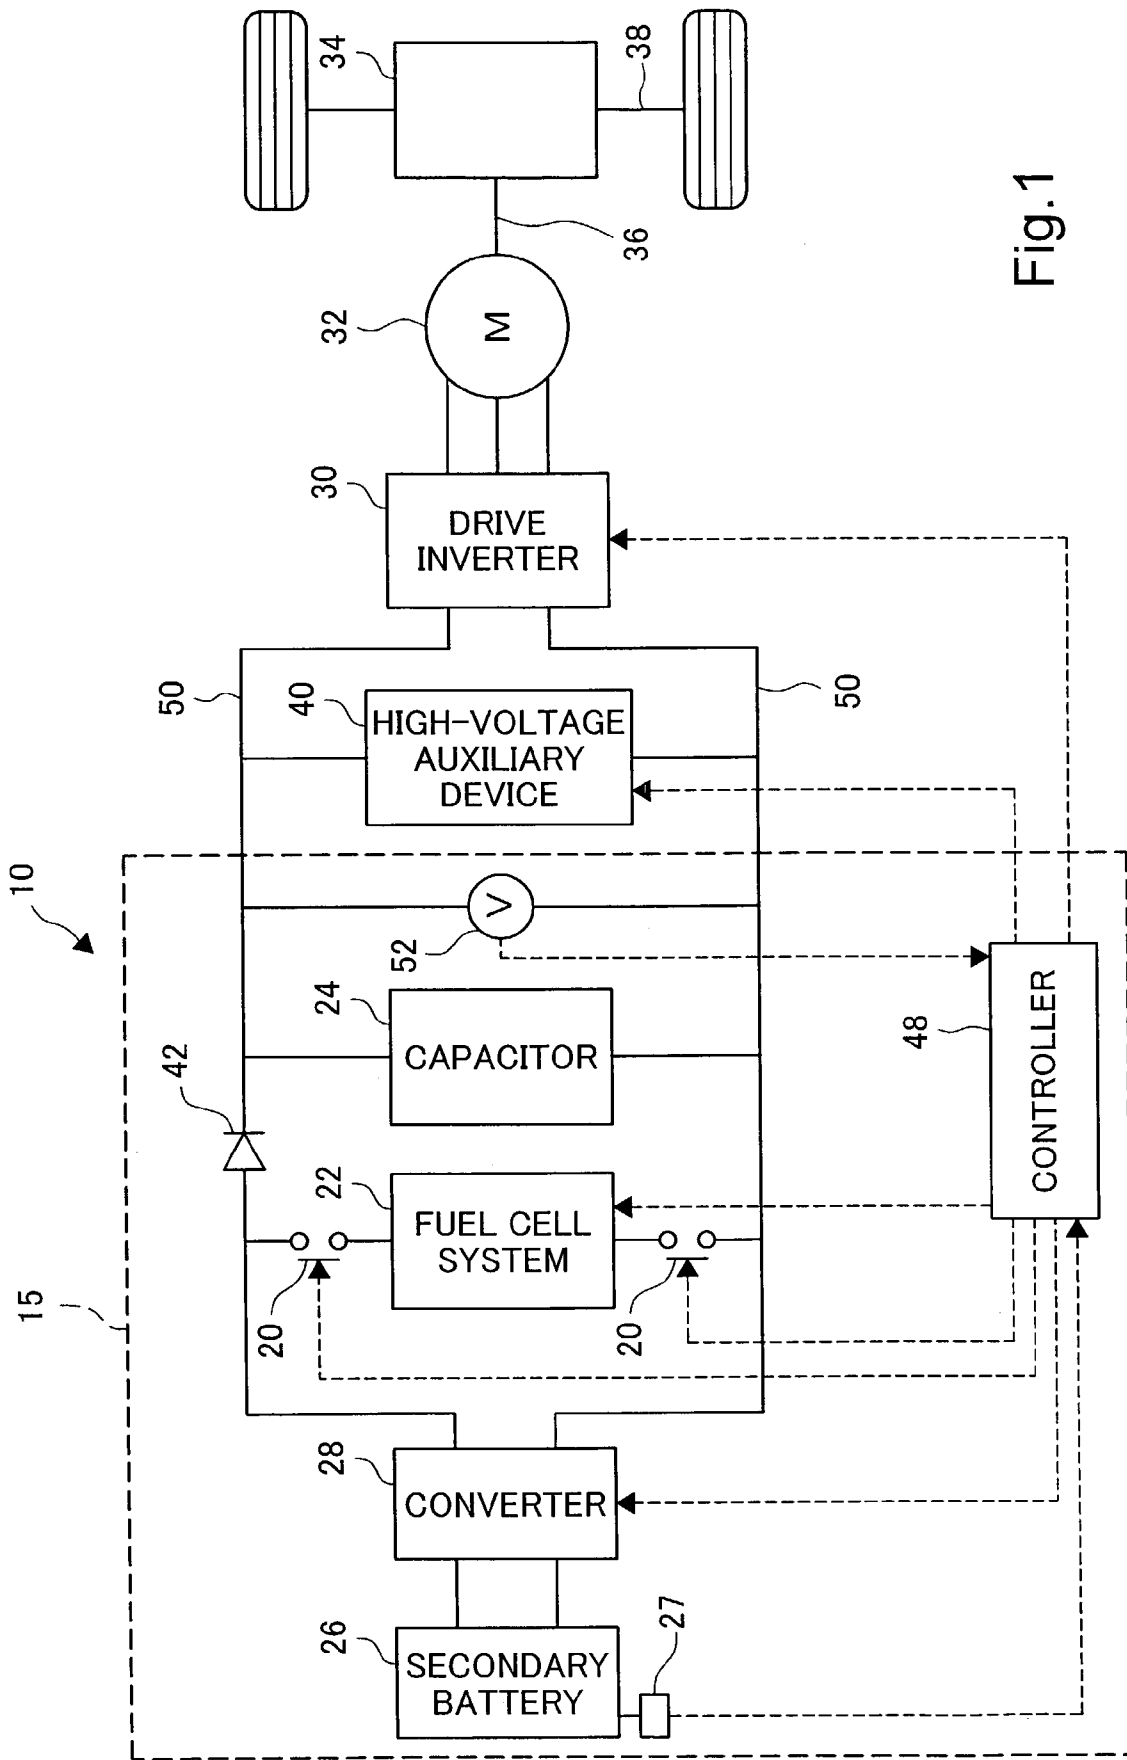 10
15
42
50
20
22
FUEL CELL
SYSTEM
20
24
CAPACITOR
52
V
40
HIGH-VOLTAGE
AUXILIARY
DEVICE
50
30
DRIVE
INVERTER
32
M
36
34
38
28
CONVERTER
26
SECONDARY
BATTERY
27
48
CONTROLLER
Fig.1